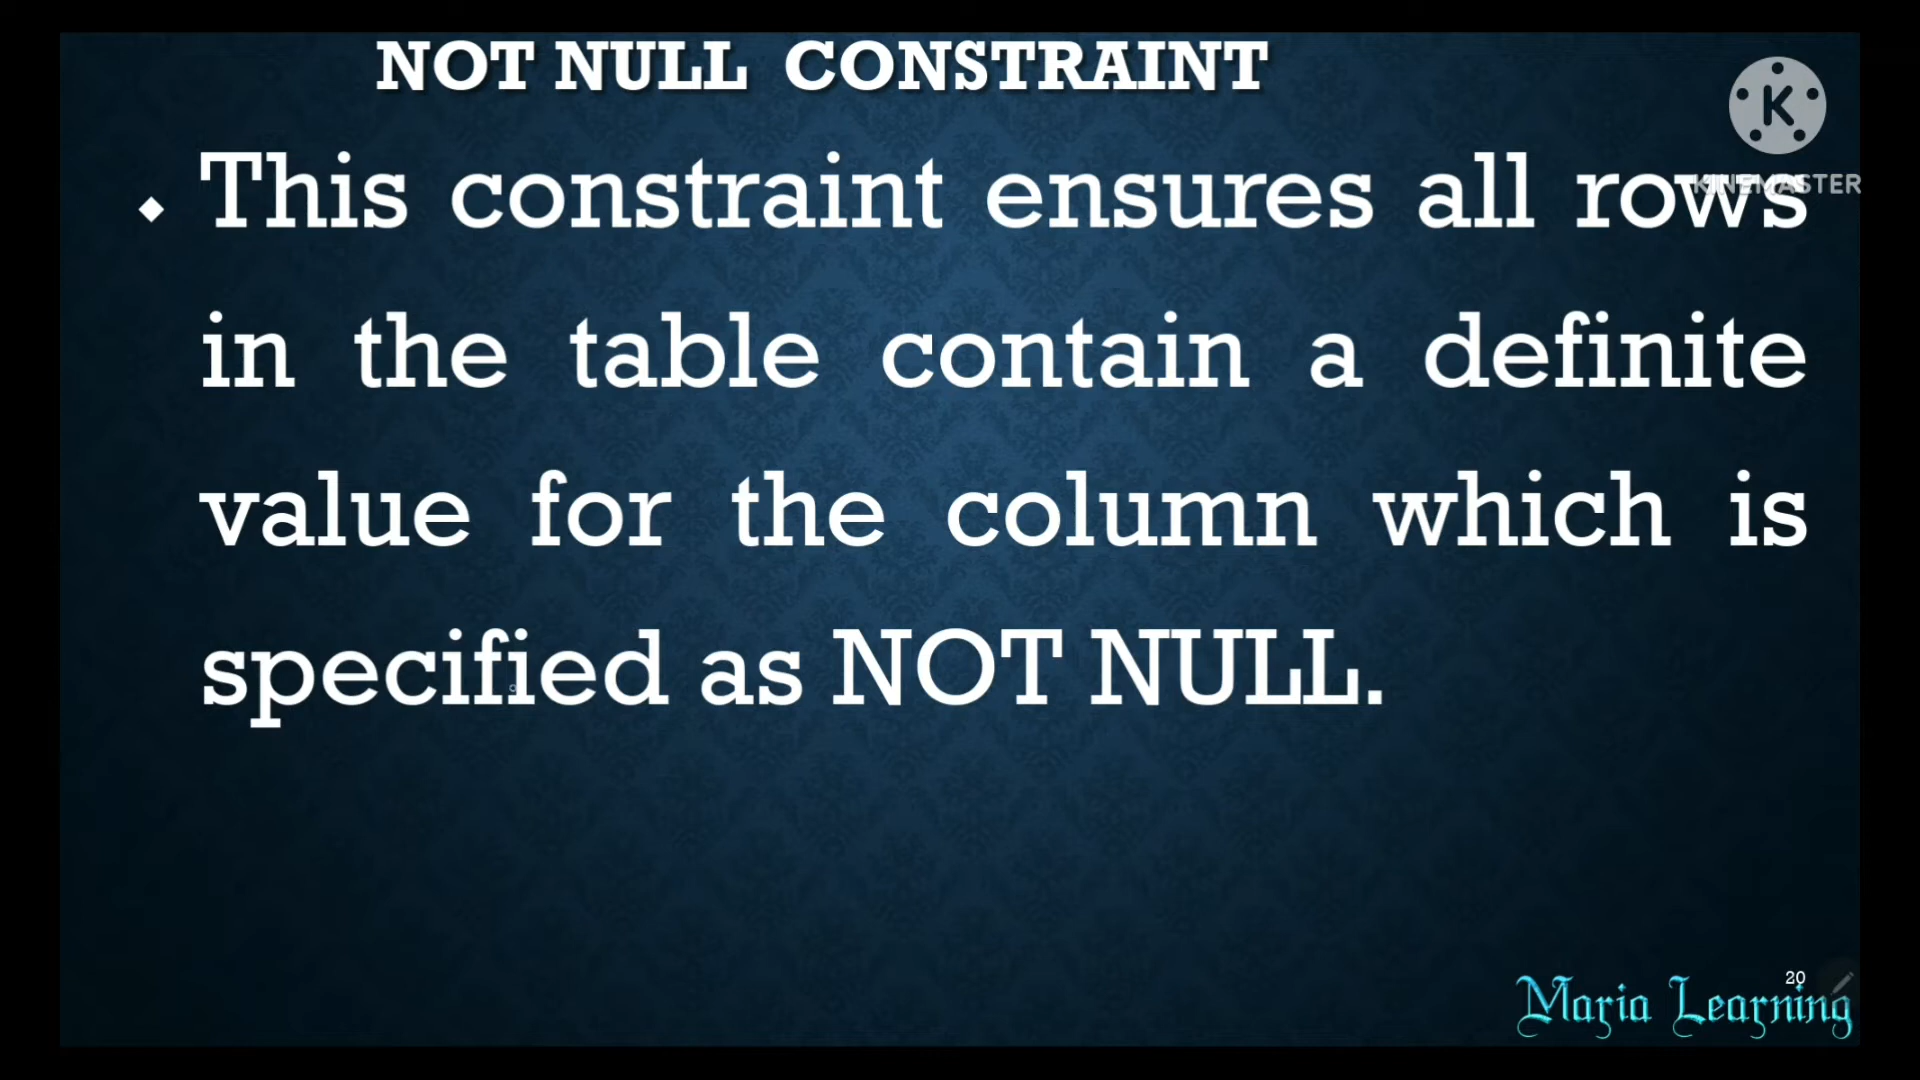 NOT NULL CONSTRAINT
K
KINEMASTER
This constraint ensures all rows
in the table contain a definite
value for the column which is
specified as NOT NULL.
20
Maria Learning